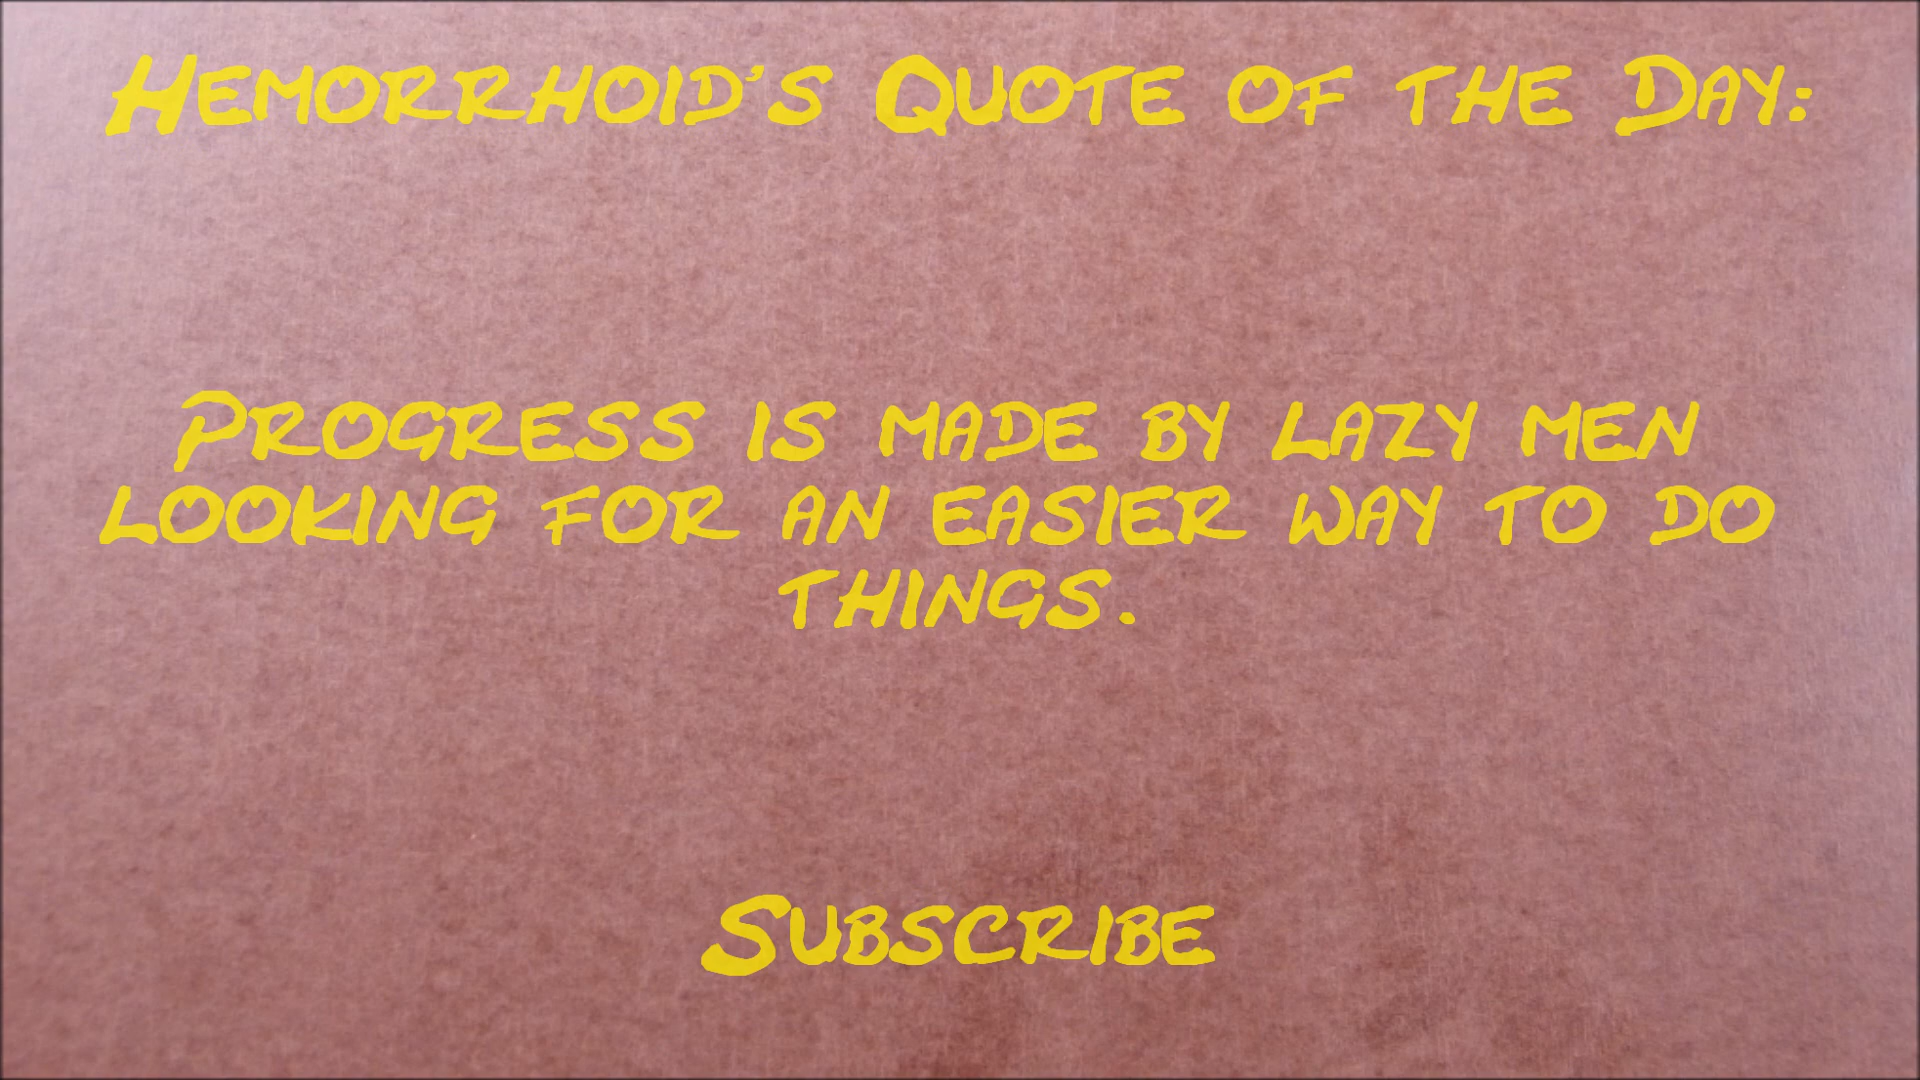 Hemorrhoid's Quote of the Day:
Progress is made by lazy men
looking for an easier way to do
things.
Subscribe